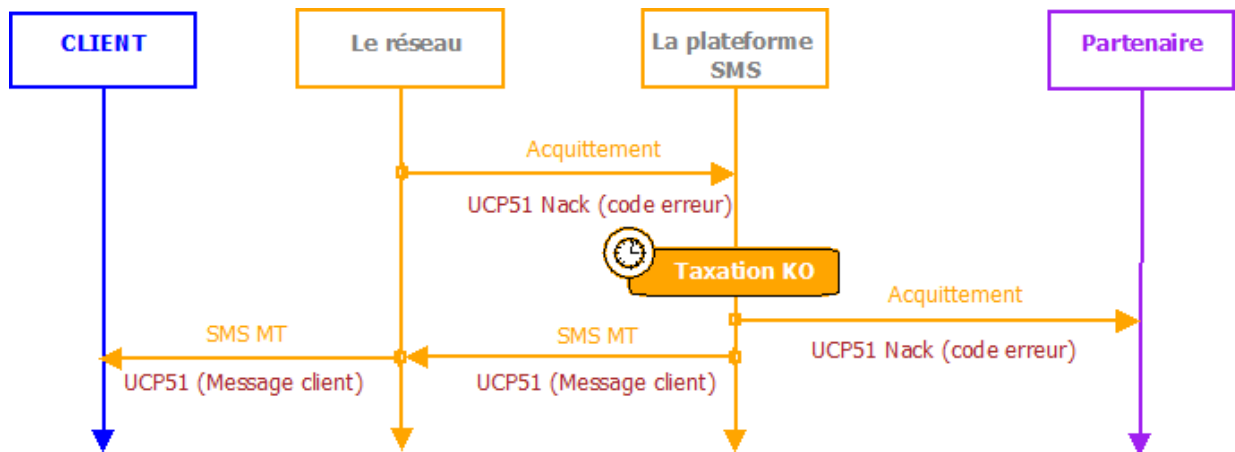 CLIENT
Le réseau
La plateforme
SMS
Partenaire
Acquittement
UCP51 Nack (code erreur)
Taxation KO
Acquittement
UCP51 Nack (code erreur)
SMS MT
UCP51 (Message client)
SMS MT
UCP51 (Message client)